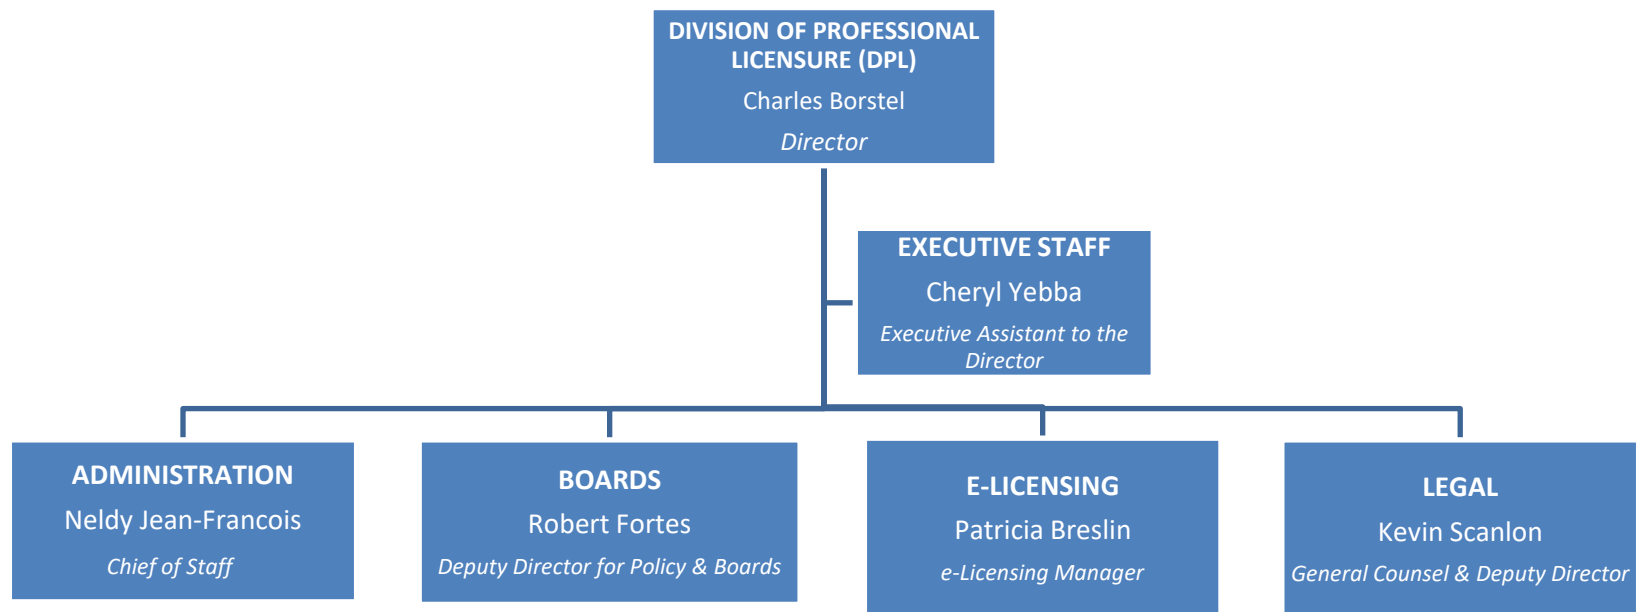 DIVISION OF PROFESSIONAL
LICENSURE (DPL)
Charles Borstel
Director
EXECUTIVE STAFF
Cheryl Yebba
Executive Assistant to the
Director
ADMINISTRATION
Neldy Jean-Francois
Chief of Staff
BOARDS
Robert Fortes
Deputy Director for Policy & Boards
E-LICENSING
Patricia Breslin
e-Licensing Manager
LEGAL
Kevin Scanlon
General Counsel & Deputy Director